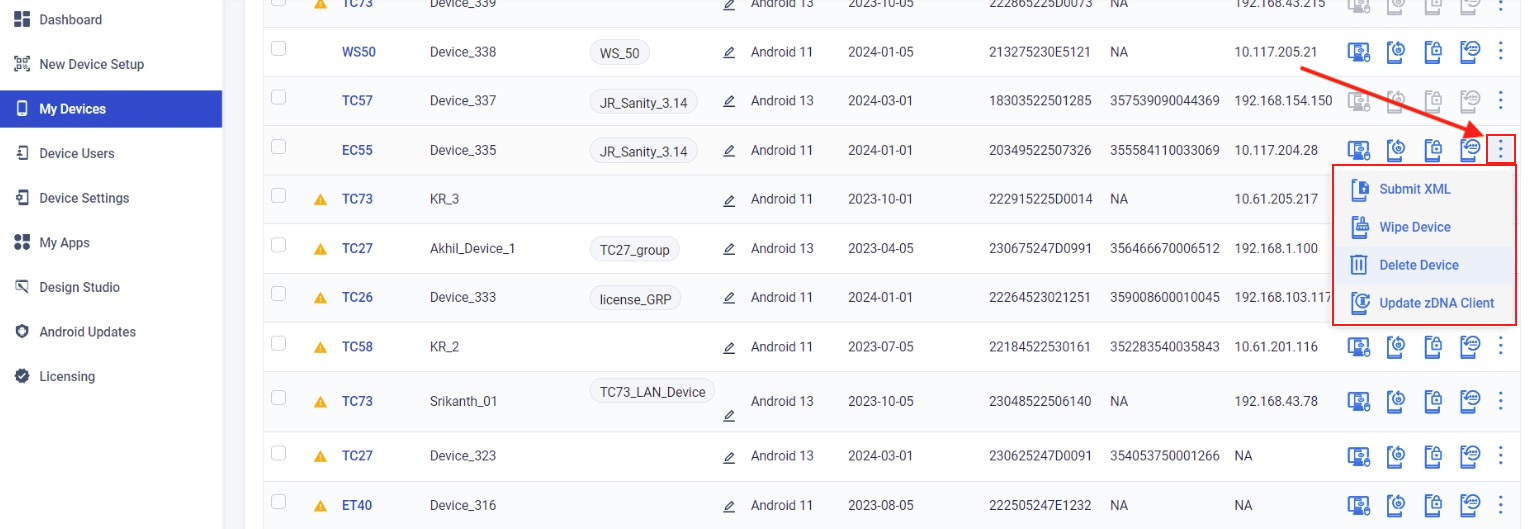 Dashboard
New Device Setup
My Devices
Device Users
Device Settings
My Apps
Design Studio
Android Updates
Licensing
TC73 Device_339 Android 13 2023-10-05 222865225D0073 NA 192.168.43.215
WS50 Device_338 WS_50 Android 11 2024-01-05 213275230E5121 NA 10.117.205.21
TC57 Device_337 JR_Sanity_3.14 Android 13 2024-03-01 18303522501285 357539090044369 192.168.154.150
EC55 Device_335 JR_Sanity_3.14 Android 11 2024-01-01 20349522507326 355584110033069 10.117.204.28
Submit XML
Wipe Device
Delete Device
Update zDNA Client
TC73 KR_3 Android 11 2023-10-01 222915225D0014 NA 10.61.205.217
TC27 Akhil_Device_1 TC27_group Android 13 2023-04-05 230675247D0991 356466670006512 192.168.1.100
TC26 Device_333 license_GRP Android 11 2024-01-01 22264523021251 359008600010045 192.168.103.117
TC58 KR_2 Android 11 2023-07-05 22184522530161 352283540035843 10.61.201.116
TC73 Srikanth_01 TC73_LAN_Device Android 13 2023-10-05 23048522506140 NA 192.168.43.78
TC27 Device_323 Android 13 2024-03-01 230625247D0091 354053750001266 NA
ET40 Device_316 Android 11 2023-08-05 222505247E1232 NA NA